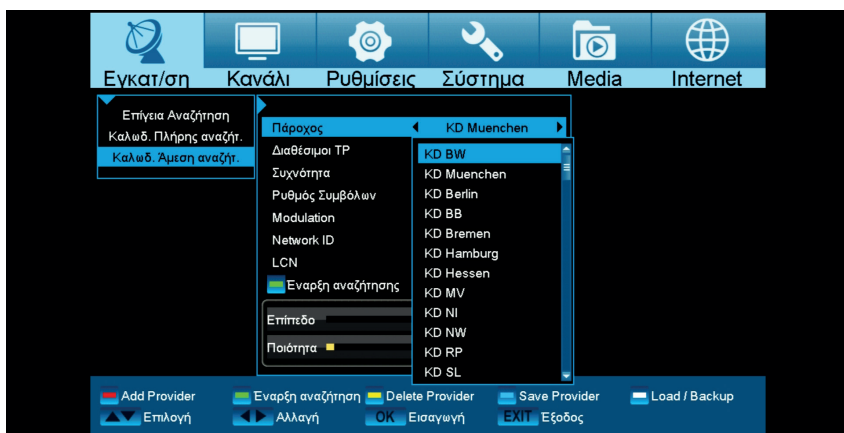 Εγκατ/ση Κανάλι Ρυθμίσεις Σύστημα Media Internet
Επίγεια Αναζήτηση
Καλωδ. Πλήρης αναζήτ.
Καλωδ. Άμεση αναζήτ.
Πάροχος KD Muenchen
Διαθέσιμοι TP
Συχνότητα
Ρυθμός Συμβόλων
Modulation
Network ID
LCN
Έναρξη αναζήτησης
Επίπεδο
Ποιότητα
KD BW
KD Muenchen
KD Berlin
KD BB
KD Bremen
KD Hamburg
KD Hessen
KD MV
KD NI
KD NW
KD RP
KD SL
Add Provider Έναρξη αναζήτηση Delete Provider Save Provider Load / Backup
Επιλογή Αλλαγή OK Εισαγωγή EXIT Έξοδος